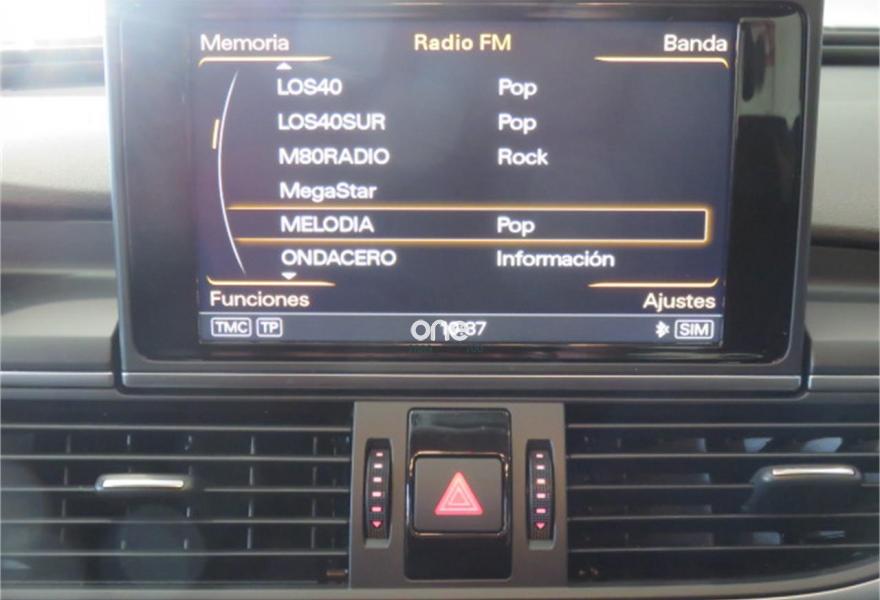 Memoria Radio FM Banda
LOS40 Pop
LOS40SUR Pop
M80RADIO Rock
MegaStar
MELODIA Pop
ONDACERO Información
Funciones Ajustes
TMC TP one :37 SIM